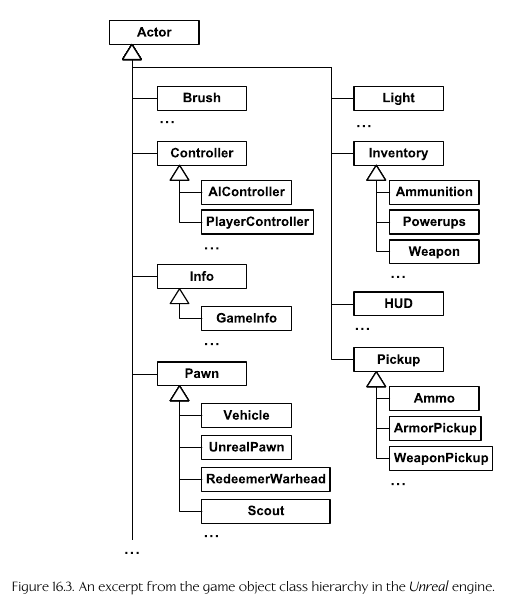 Actor
Brush
...
Controller
AIController
PlayerController
...
Info
GameInfo
...
Pawn
Vehicle
UnrealPawn
RedeemerWarhead
Scout
...
...
Light
...
Inventory
Ammunition
Powerups
Weapon
...
HUD
...
Pickup
Ammo
ArmorPickup
WeaponPickup
...
Figure 16.3. An excerpt from the game object class hierarchy in the Unreal engine.